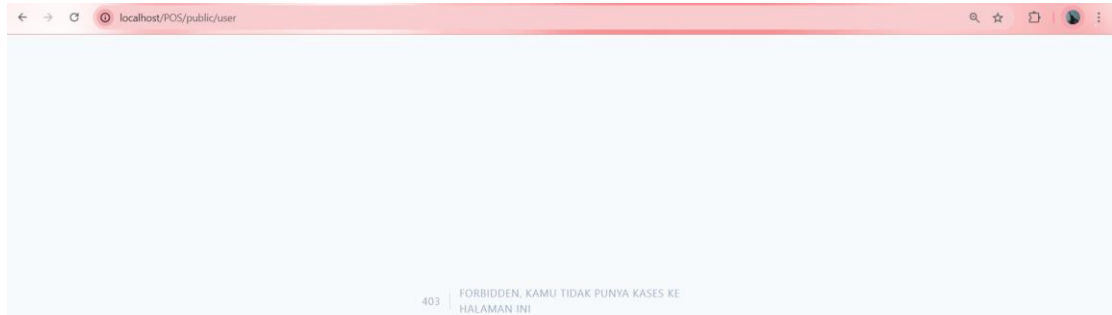 localhost/POS/public/user
403
FORBIDDEN, KAMU TIDAK PUNYA KASES KE
HALAMAN INI